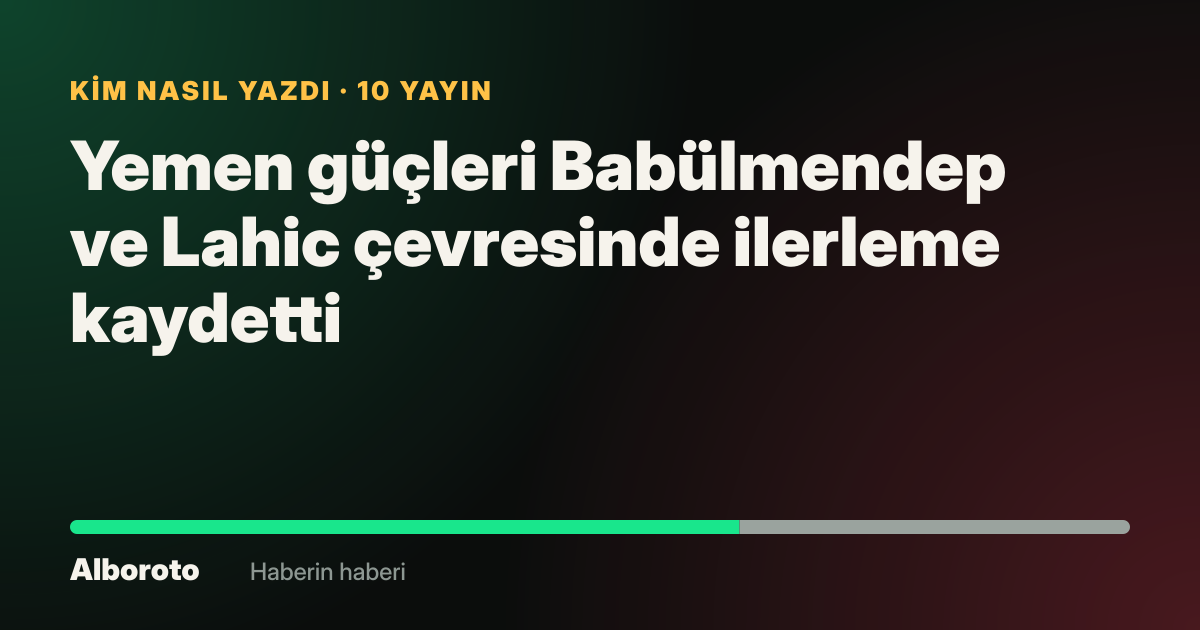 KİM NASIL YAZDI · 10 YAYIN
Yemen güçleri Babülmendep
ve Lahic çevresinde ilerleme
kaydetti
Alboroto
Haberin haberi